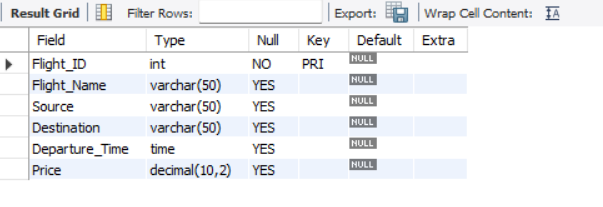 Result Grid Filter Rows: Export: Wrap Cell Content: IA
Field Type Null Key Default Extra
Flight_ID int NO PRI NULL
Flight_Name varchar(50) YES NULL
Source varchar(50) YES NULL
Destination varchar(50) YES NULL
Departure_Time time YES NULL
Price decimal(10,2) YES NULL